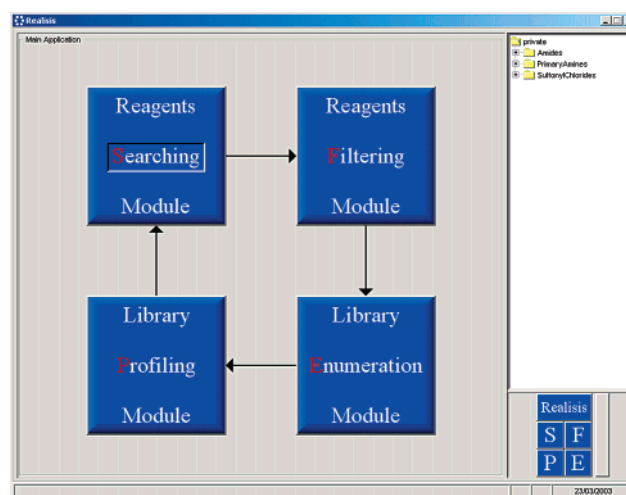 Realisis
Main Application
Reagents
Searching
Module
Reagents
Filtering
Module
Library
Profiling
Module
Library
Enumeration
Module
private
Amides
PrimaryAmines
SulfonylChlorides
Realisis
S F
P E
23/03/2003